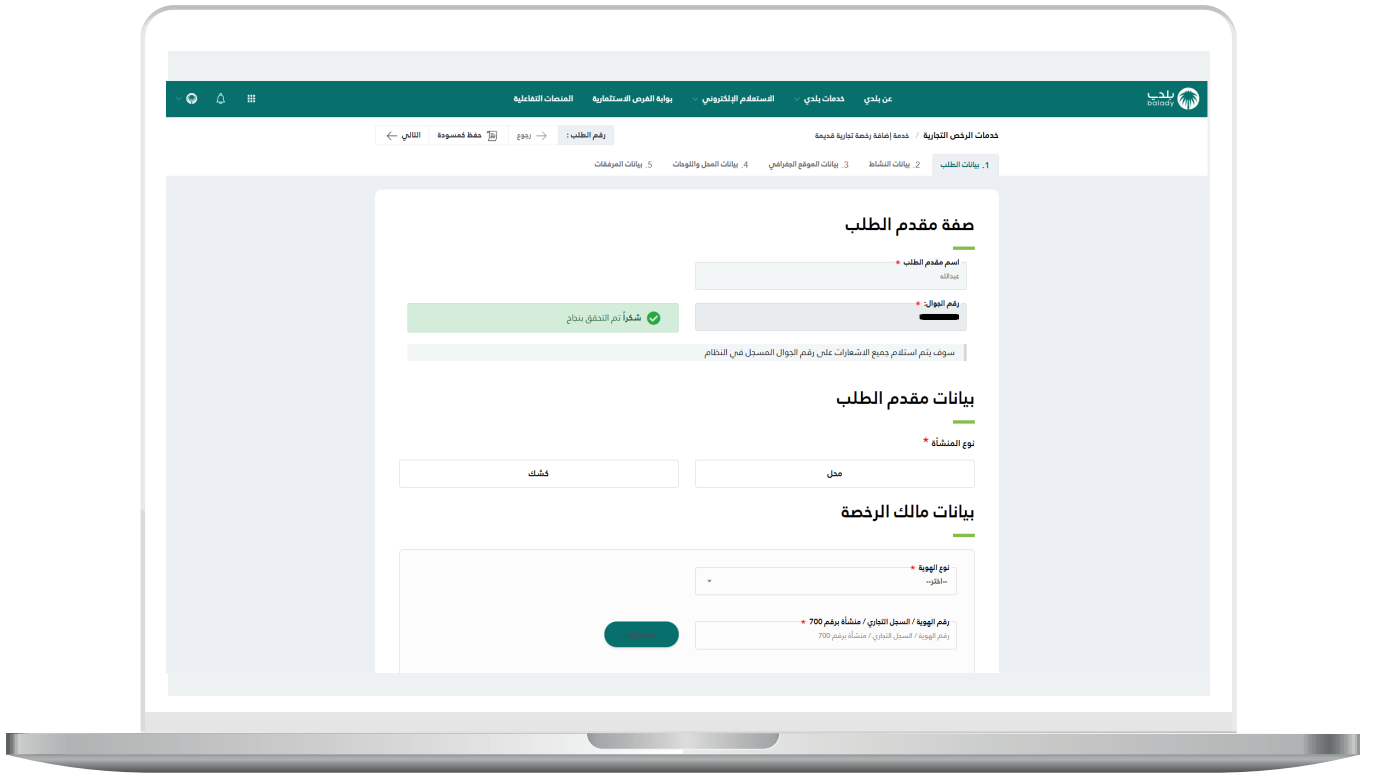 بلدي
balady
عن بلدي
خدمات بلدي
الاستعلام الإلكتروني
بوابة الفرص الاستثمارية
المنصات التفاعلية
خدمات الرخص التجارية / خدمة إضافة رخصة تجارية قديمة
رقم الطلب :
رجوع
حفظ كمسودة
التالي
1. بيانات الطلب
2. بيانات النشاط
3. بيانات الموقع الجغرافي
4. بيانات المحل واللوحات
5. بيانات المرفقات
صفة مقدم الطلب
اسم مقدم الطلب *
عبدالله
رقم الجوال: *
شكراً تم التحقق بنجاح
سوف يتم استلام جميع الاشعارات على رقم الجوال المسجل في النظام
بيانات مقدم الطلب
نوع المنشأة *
محل
كشك
بيانات مالك الرخصة
نوع الهوية *
--اختر--
رقم الهوية / السجل التجاري / منشأة برقم 700 *
رقم الهوية / السجل التجاري / منشأة برقم 700